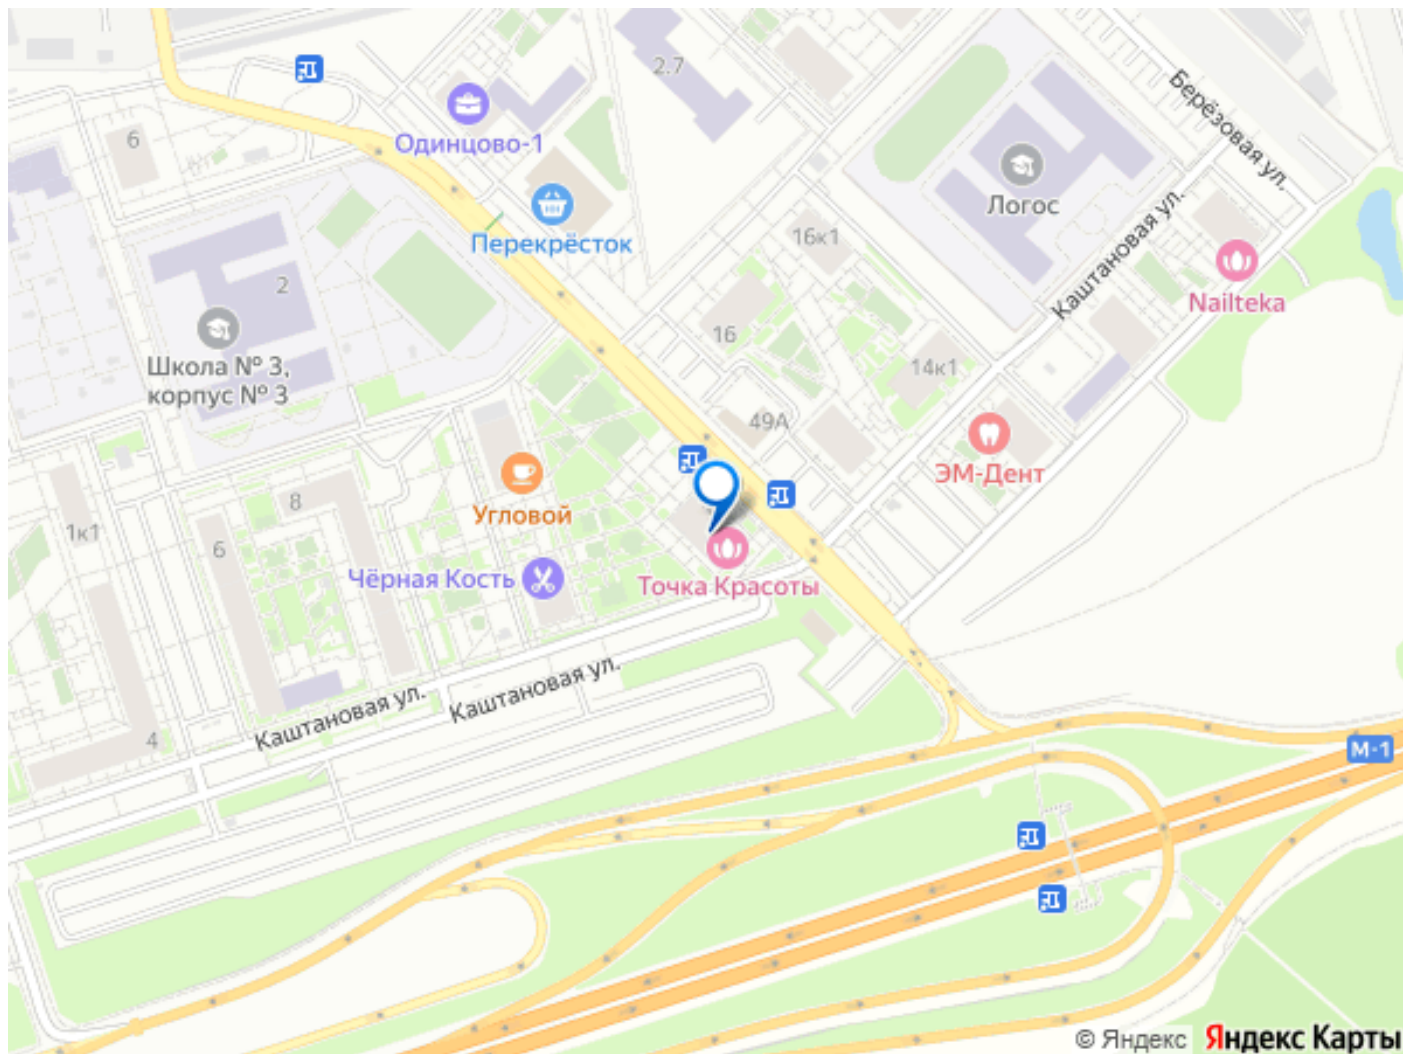 2.7
Берёзовая ул.
6
Одинцово-1
Логос
Каштановая ул.
Перекрёсток
16к1
2
Nailteka
16
Школа № 3,
корпус № 3
14к1
49А
ЭМ-Дент
8
1к1
6
Угловой
Чёрная Кость
Точка Красоты
Каштановая ул.
Каштановая ул.
4
М-1
© Яндекс Яндекс Карты